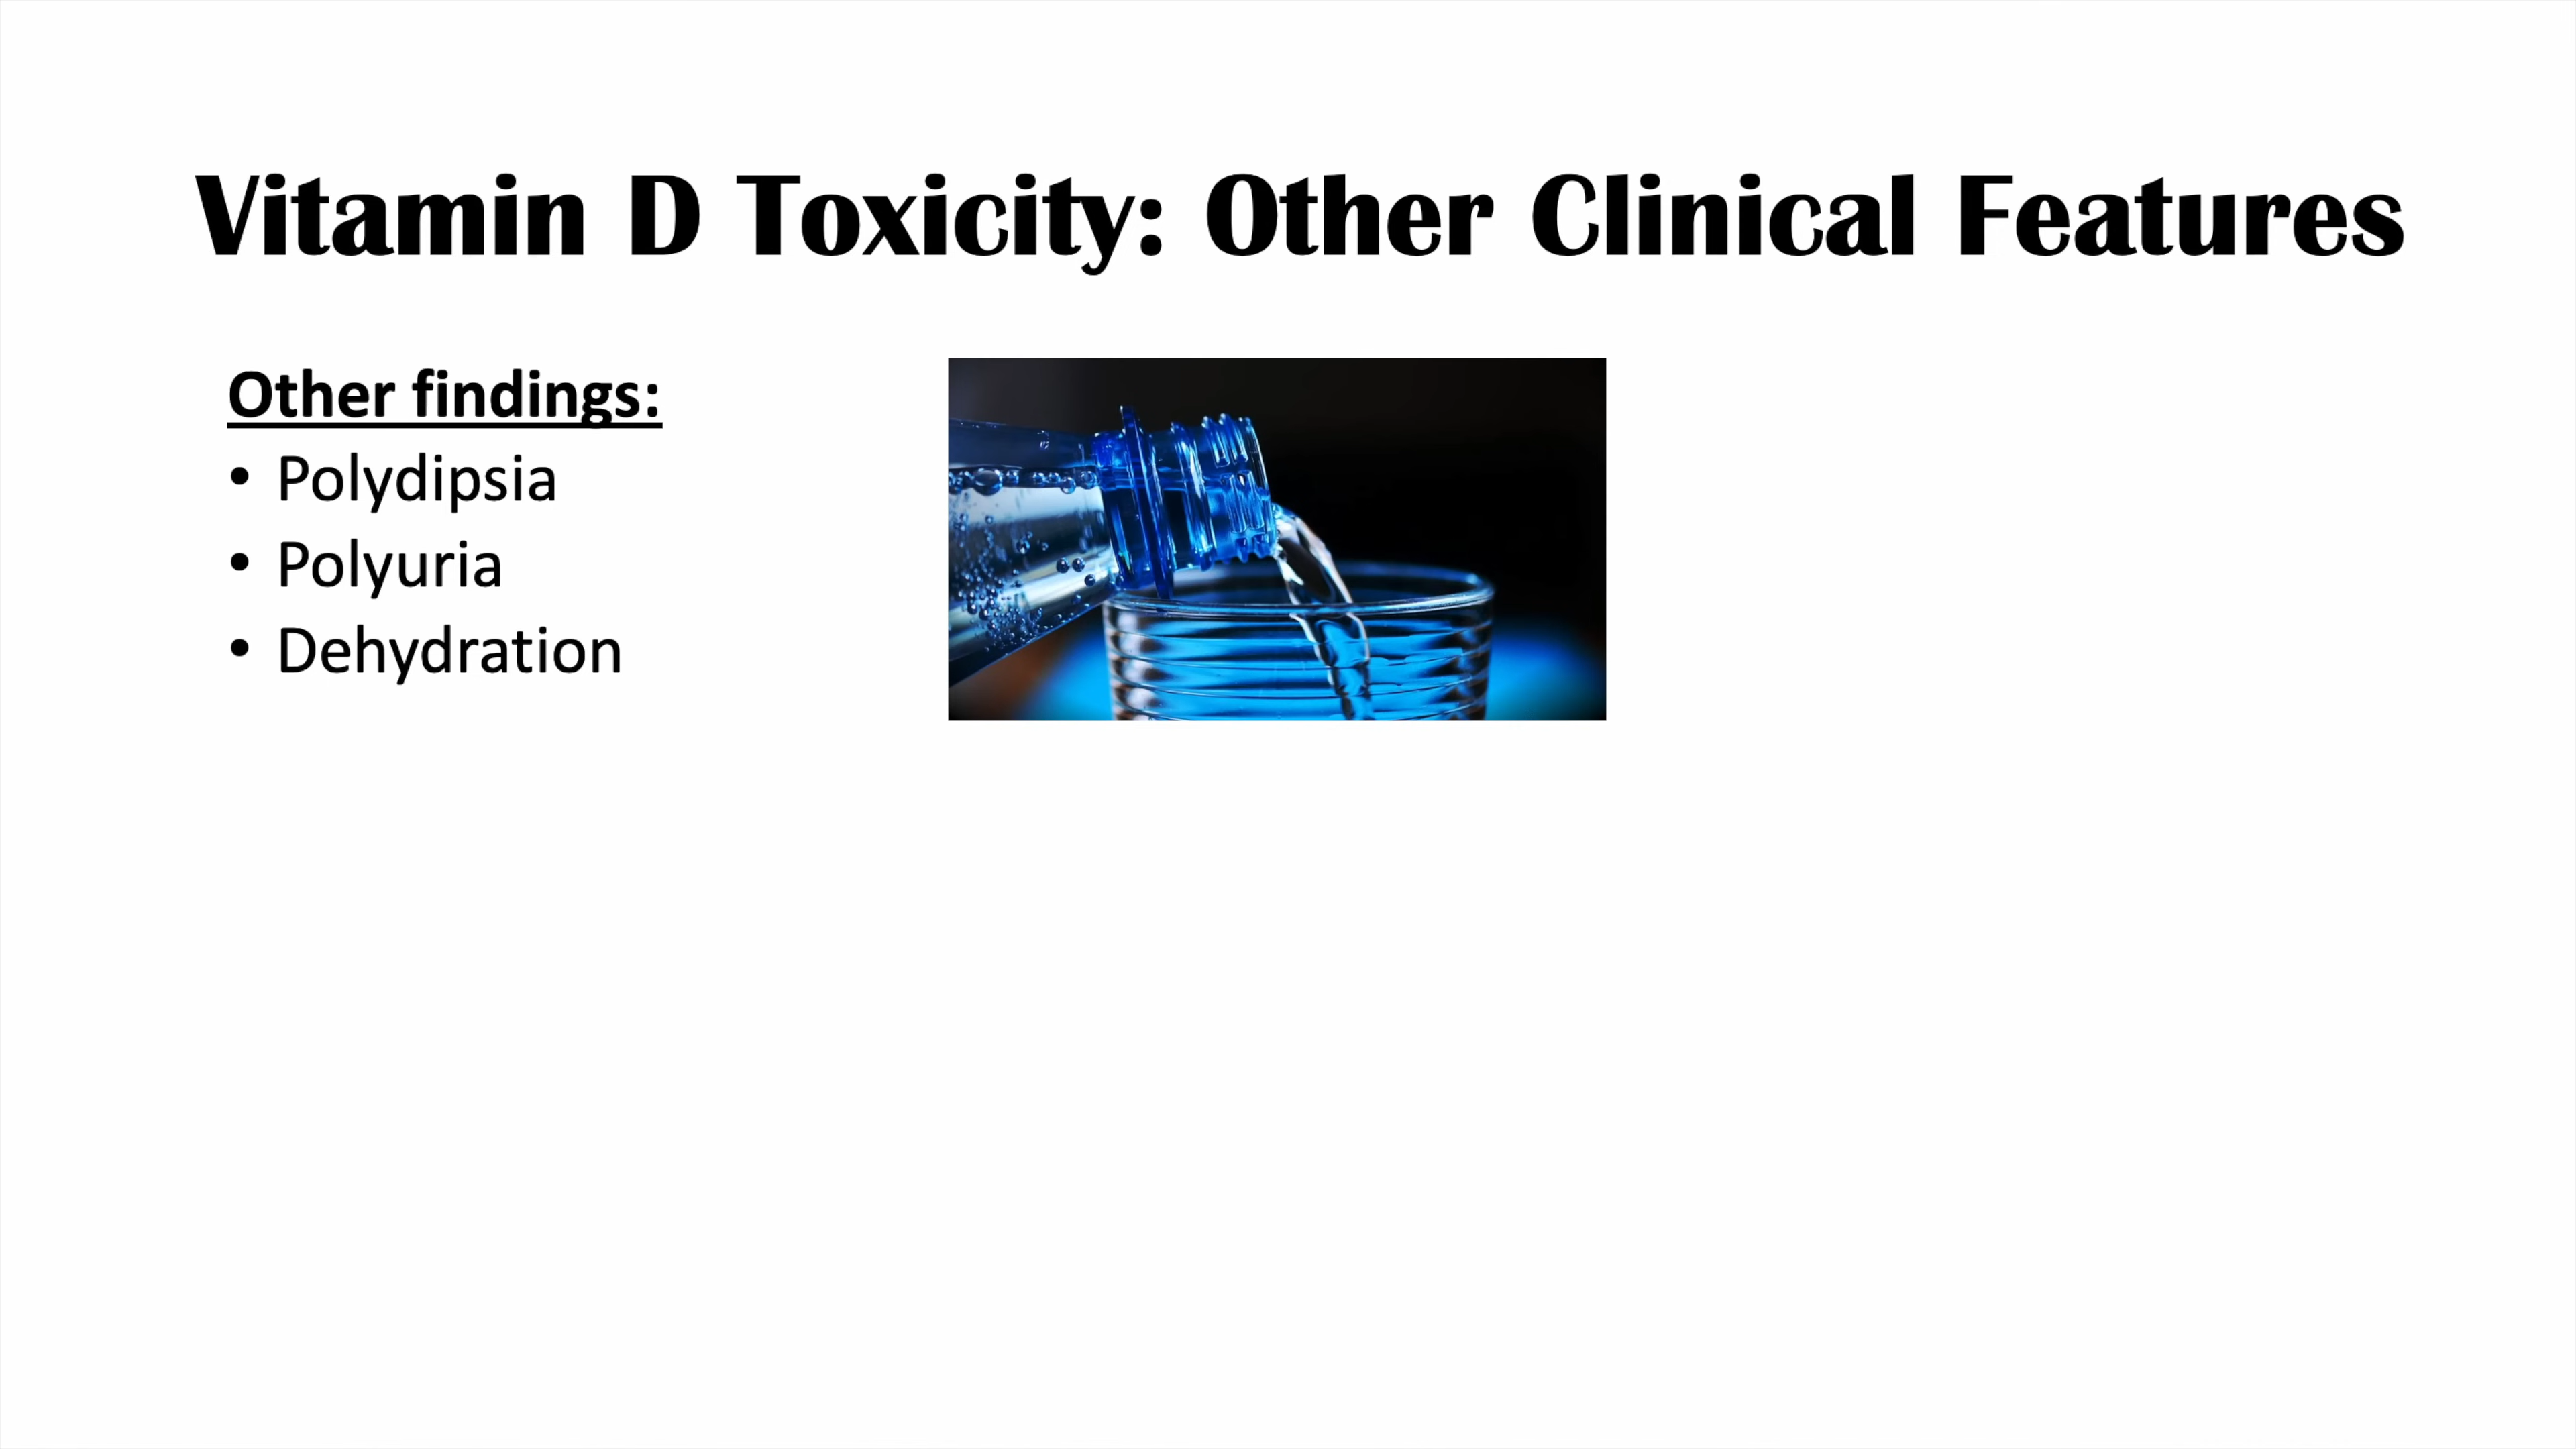 Vitamin D Toxicity: Other Clinical Features
Other findings:
• Polydipsia
• Polyuria
• Dehydration